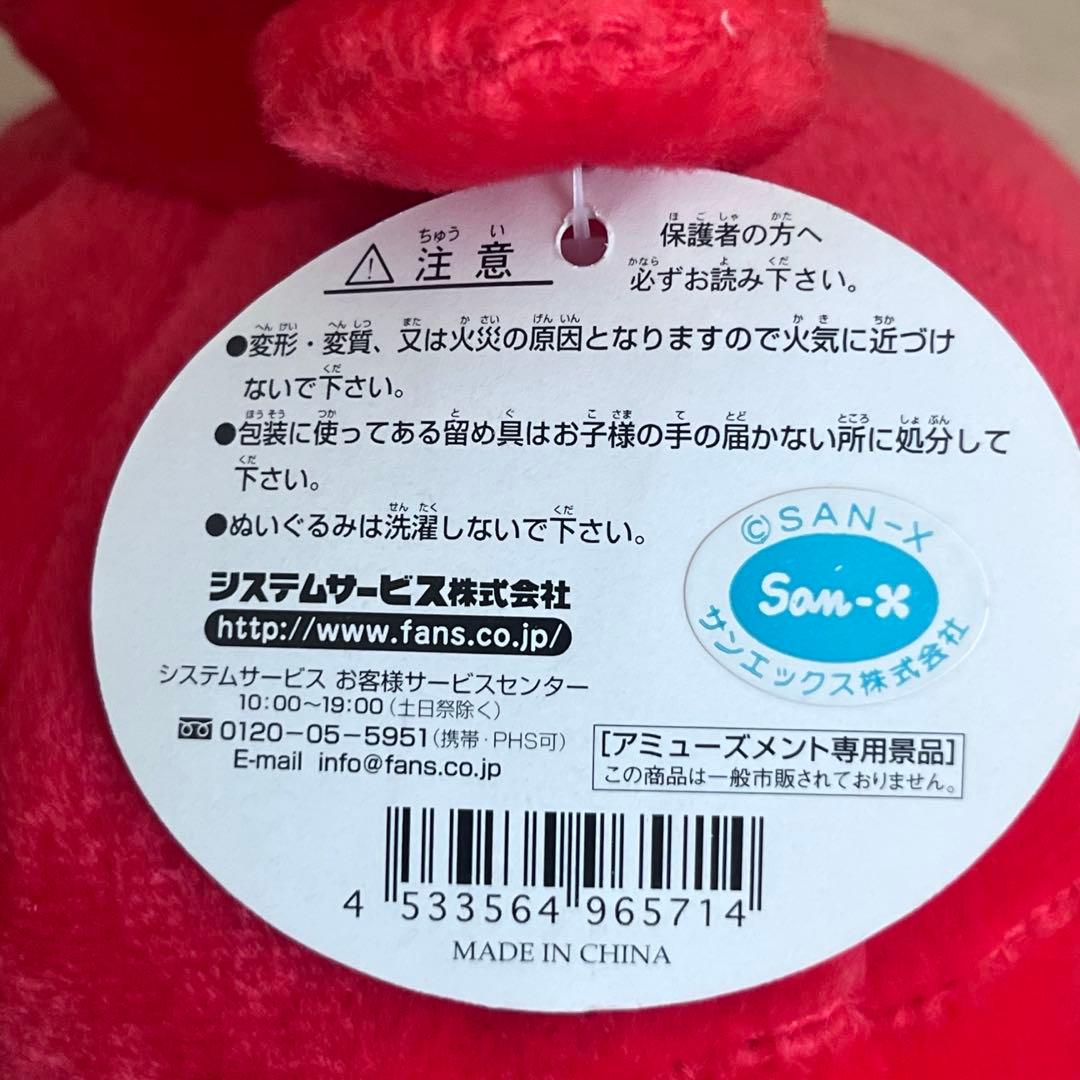 注意
保護者の方へ
必ずお読み下さい。
●変形・変質、又は火災の原因となりますので火気に近づけ
ないで下さい。
●包装に使ってある留め具はお子様の手の届かない所に処分して
下さい。
●ぬいぐるみは洗濯しないで下さい。
©SAN-X
San-X
サンエックス株式会社
システムサービス株式会社
http://www.fans.co.jp/
システムサービス お客様サービスセンター
10:00〜19:00(土日祭除く)
0120-05-5951(携帯・PHS可)
E-mail info@fans.co.jp
[アミューズメント専用景品]
この商品は一般市販されておりません。
4 533564 965714
MADE IN CHINA